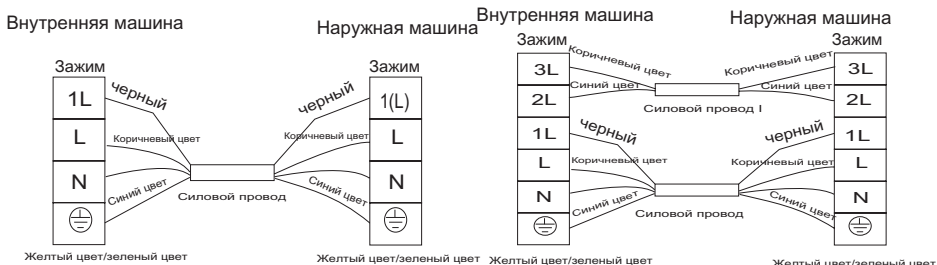 Внутренняя машина
Наружная машина
Зажим
Зажим
1L
черный
черный
1(L)
L
Коричневый цвет
Коричневый цвет
L
N
Синий цвет
Силовой провод
Синий цвет
N
Желтый цвет/зеленый цвет
Желтый цвет/зеленый цвет
Внутренняя машина
Наружная машина
Зажим
Зажим
3L
Коричневый цвет
Коричневый цвет
3L
2L
Синий цвет
Синий цвет
2L
Силовой провод I
1L
черный
черный
1L
L
Коричневый цвет
Коричневый цвет
L
N
Синий цвет
Силовой провод
Синий цвет
N
Желтый цвет/зеленый цвет
Желтый цвет/зеленый цвет